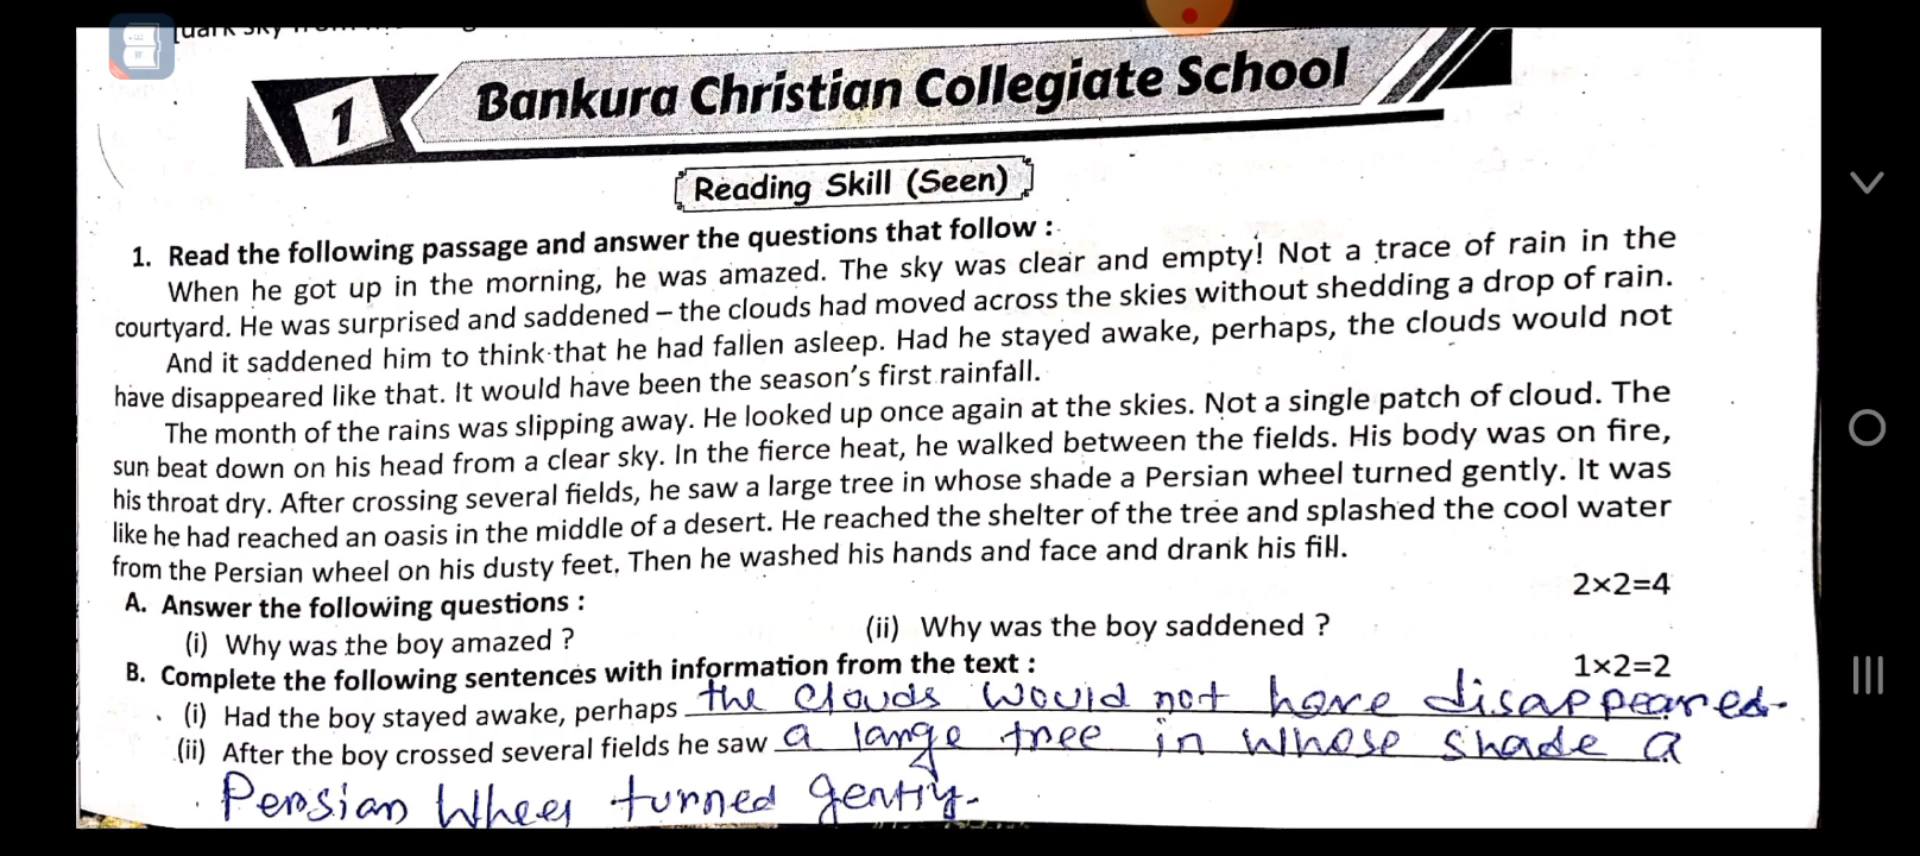 1 Bankura Christian Collegiate School
Reading Skill (Seen)
1. Read the following passage and answer the questions that follow :
When he got up in the morning, he was amazed. The sky was clear and empty! Not a trace of rain in the
courtyard. He was surprised and saddened – the clouds had moved across the skies without shedding a drop of rain.
And it saddened him to think that he had fallen asleep. Had he stayed awake, perhaps, the clouds would not
have disappeared like that. It would have been the season's first rainfall.
The month of the rains was slipping away. He looked up once again at the skies. Not a single patch of cloud. The
sun beat down on his head from a clear sky. In the fierce heat, he walked between the fields. His body was on fire,
his throat dry. After crossing several fields, he saw a large tree in whose shade a Persian wheel turned gently. It was
like he had reached an oasis in the middle of a desert. He reached the shelter of the tree and splashed the cool water
from the Persian wheel on his dusty feet. Then he washed his hands and face and drank his fill.
A. Answer the following questions : 2×2=4
(i) Why was the boy amazed ? (ii) Why was the boy saddened ?
B. Complete the following sentences with information from the text : 1×2=2
(i) Had the boy stayed awake, perhaps the clouds would not have disappeared.
(ii) After the boy crossed several fields he saw a large tree in whose shade a
Persian wheel turned gently.